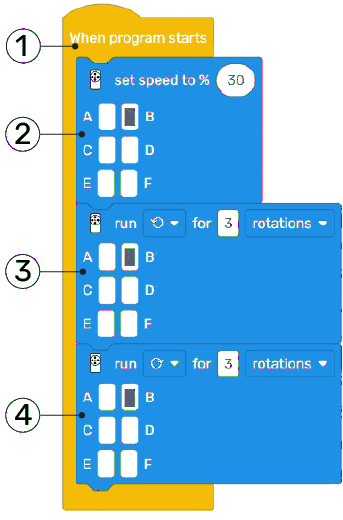 1 When program starts
set speed to % 30
A B
2
C D
E F
run for 3 rotations
A B
3
C D
E F
run for 3 rotations
A B
4
C D
E F